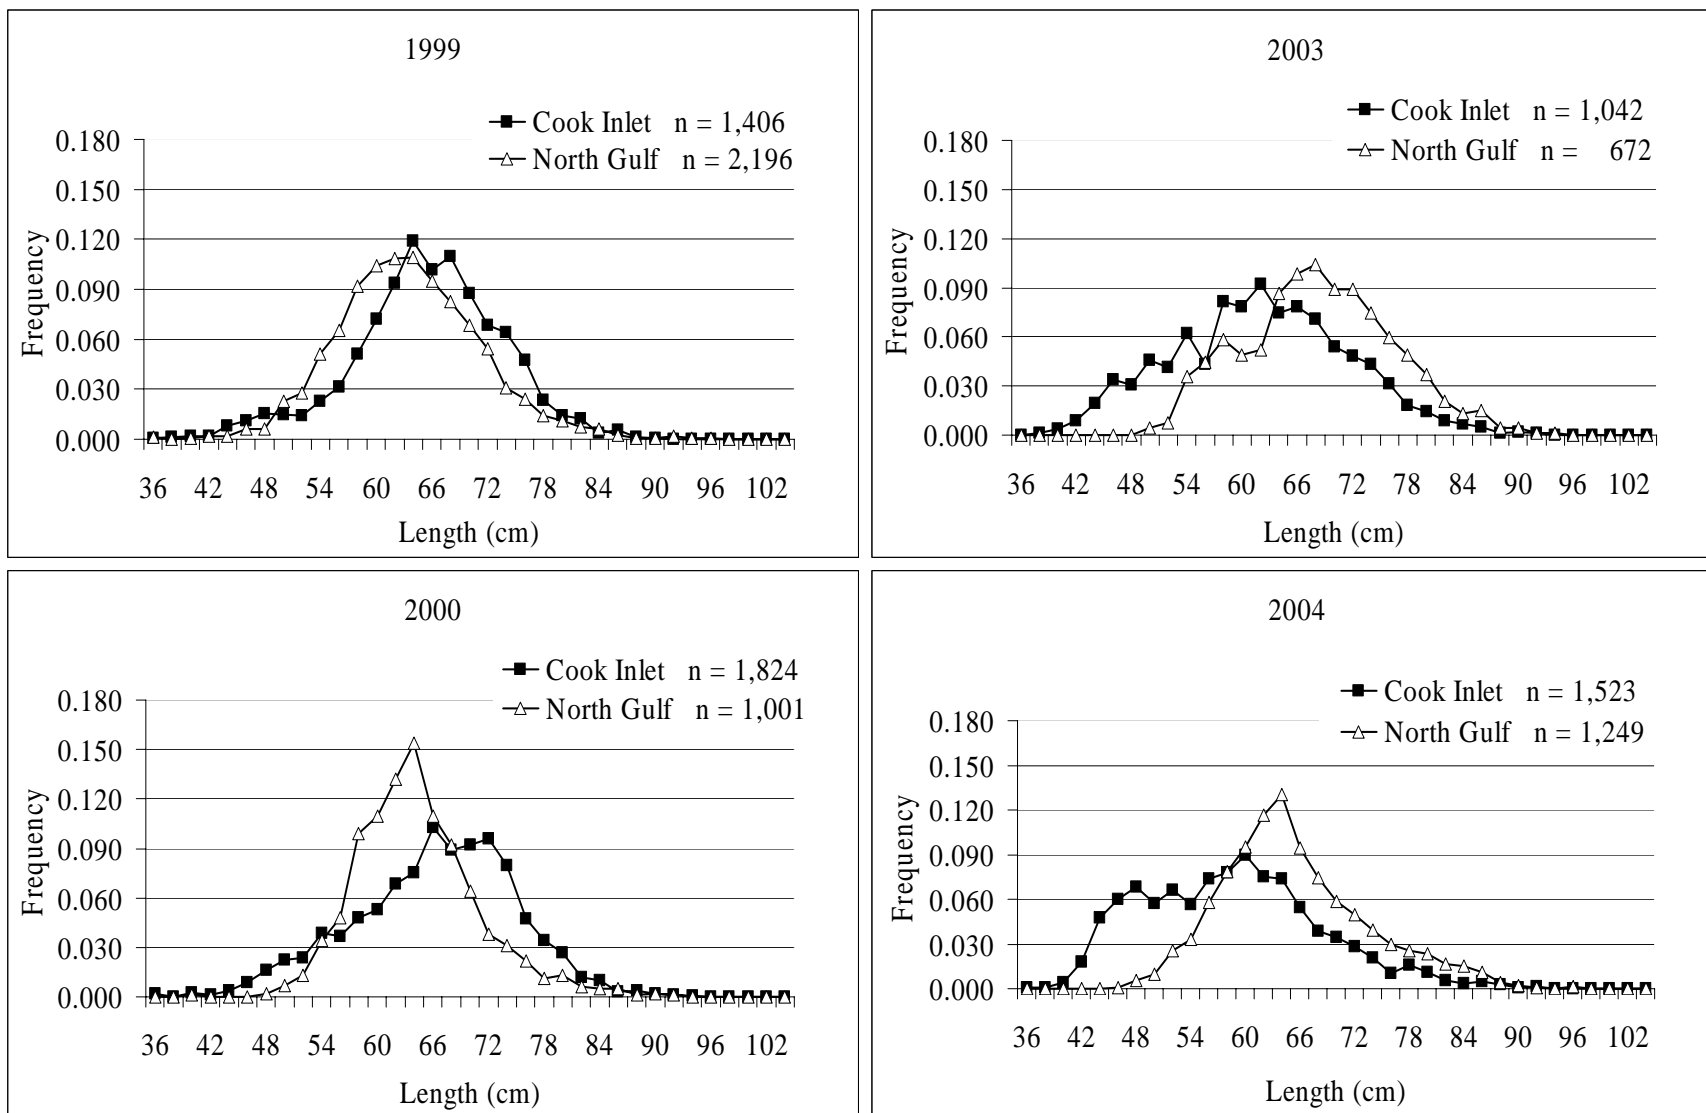 1999
Cook Inlet n = 1,406
North Gulf n = 2,196
0.180
0.150
0.120
0.090
0.060
0.030
0.000
Frequency
36 42 48 54 60 66 72 78 84 90 96 102
Length (cm)
2003
Cook Inlet n = 1,042
North Gulf n = 672
0.180
0.150
0.120
0.090
0.060
0.030
0.000
Frequency
36 42 48 54 60 66 72 78 84 90 96 102
Length (cm)
2000
Cook Inlet n = 1,824
North Gulf n = 1,001
0.180
0.150
0.120
0.090
0.060
0.030
0.000
Frequency
36 42 48 54 60 66 72 78 84 90 96 102
Length (cm)
2004
Cook Inlet n = 1,523
North Gulf n = 1,249
0.180
0.150
0.120
0.090
0.060
0.030
0.000
Frequency
36 42 48 54 60 66 72 78 84 90 96 102
Length (cm)